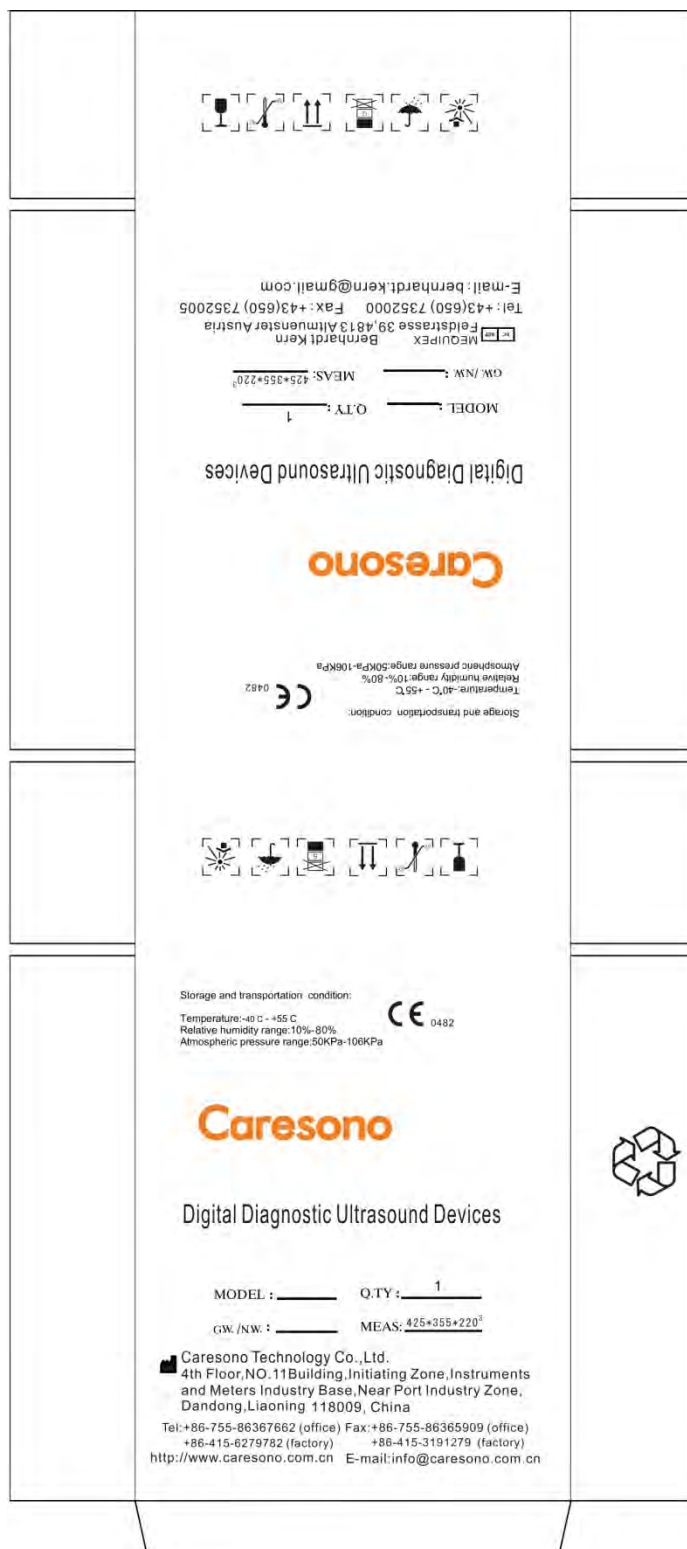 E-mail: bernhardt.kern@gmail.com
Tel: +43(650) 7352000 Fax: +43(650) 7352005
Feldstrasse 39,4813 Altmuenster Austria
MEQUIPEX Bernhardt Kern
GW. /NW. : MEAS: 425*355*220³
MODEL : Q.TY : 1
Digital Diagnostic Ultrasound Devices
Caresono
Atmospheric pressure range:50KPa-106KPa
Relative humidity range:10%-80%
Temperature:-40℃ - +55℃
0482
Storage and transportation condition:
Storage and transportation condition:
Temperature:-40 C - +55 C
Relative humidity range:10%-80%
Atmospheric pressure range:50KPa-106KPa
CE 0482
Caresono
Digital Diagnostic Ultrasound Devices
MODEL : Q.TY : 1
GW. /NW. : MEAS: 425*355*220³
Caresono Technology Co.,Ltd.
4th Floor,NO.11Building,Initiating Zone,Instruments
and Meters Industry Base,Near Port Industry Zone,
Dandong,Liaoning 118009, China
Tel:+86-755-86367662 (office) Fax:+86-755-86365909 (office)
+86-415-6279782 (factory) +86-415-3191279 (factory)
http://www.caresono.com.cn E-mail:info@caresono.com.cn